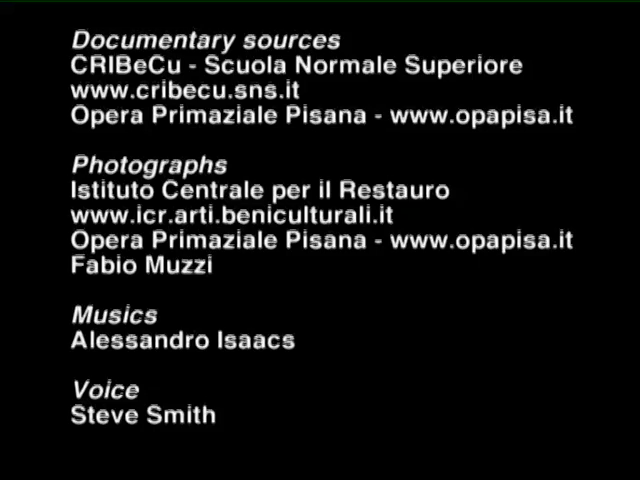 Documentary sources
CRIBeCu - Scuola Normale Superiore
www.cribecu.sns.it
Opera Primaziale Pisana - www.opapisa.it
Photographs
Istituto Centrale per il Restauro
www.icr.arti.beniculturali.it
Opera Primaziale Pisana - www.opapisa.it
Fabio Muzzi
Musics
Alessandro Isaacs
Voice
Steve Smith